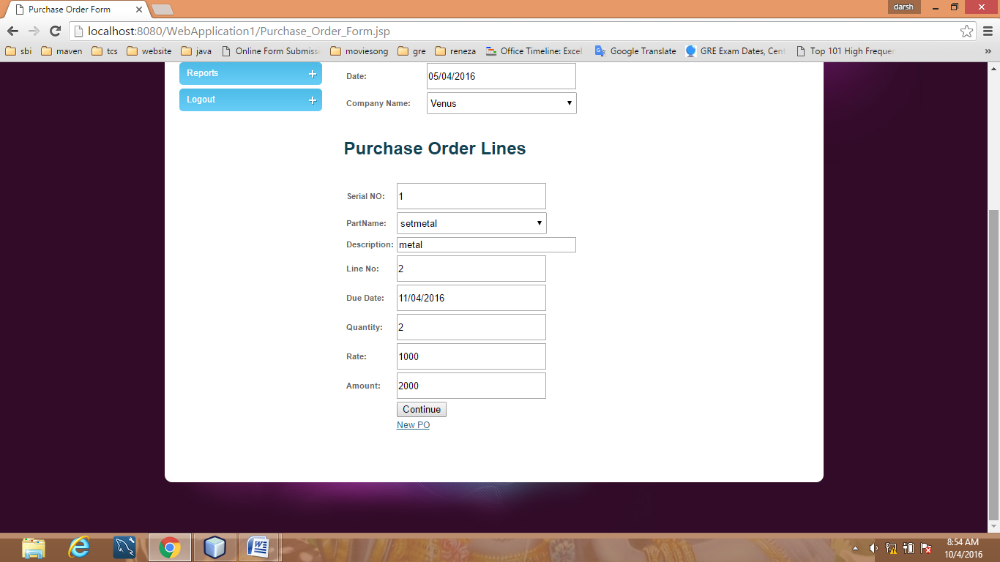 Purchase Order Form
darsh
localhost:8080/WebApplication1/Purchase_Order_Form.jsp
sbi maven tcs website java Online Form Submissi moviesong gre reneza Office Timeline: Excel Google Translate GRE Exam Dates, Cent Top 101 High Frequer »
Reports +
Logout +
Date: 05/04/2016
Company Name: Venus
Purchase Order Lines
Serial NO: 1
PartName: setmetal
Description: metal
Line No: 2
Due Date: 11/04/2016
Quantity: 2
Rate: 1000
Amount: 2000
Continue
New PO
8:54 AM
10/4/2016